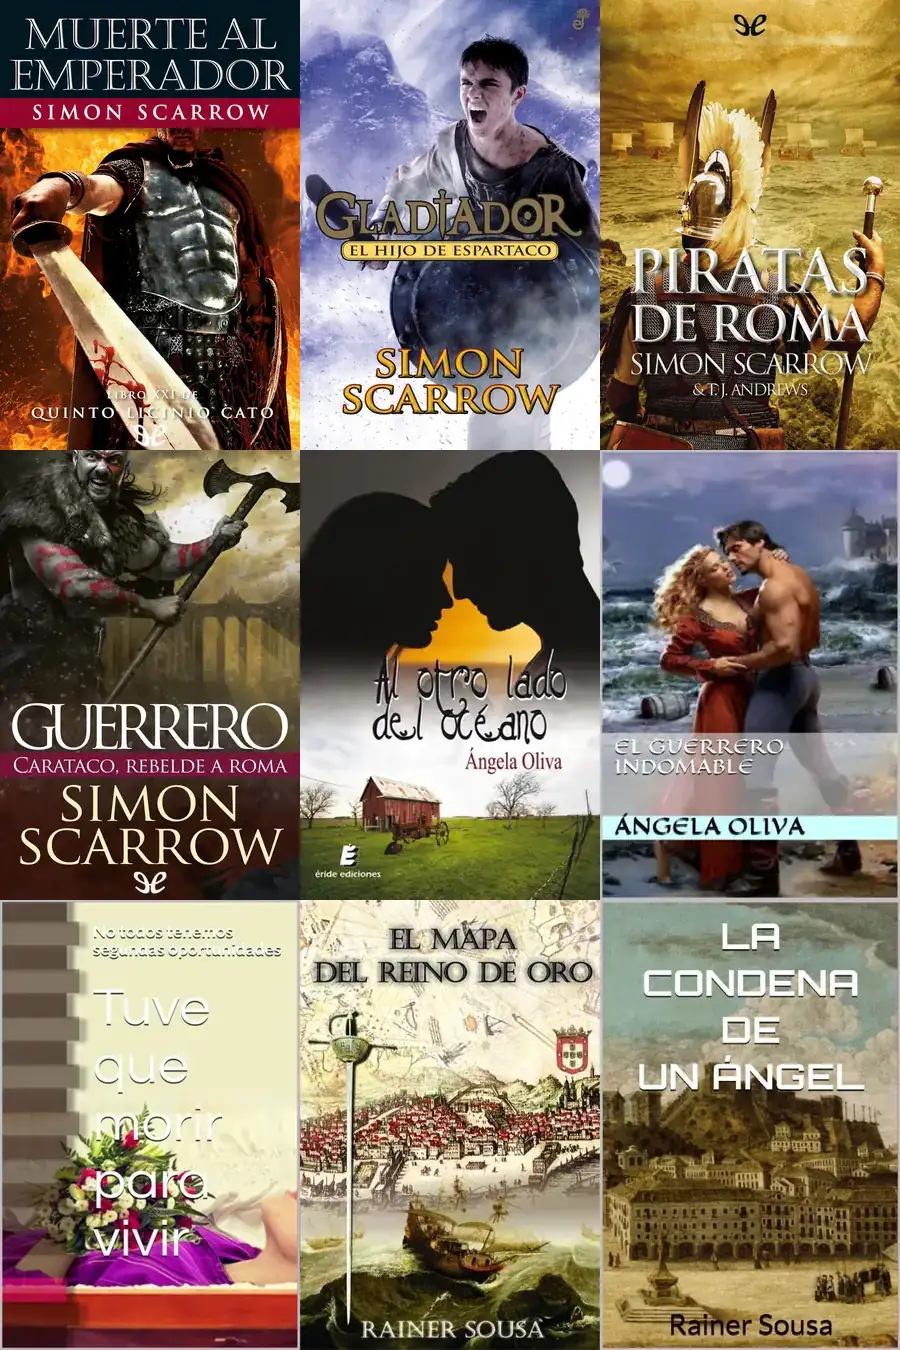 MUERTE AL
EMPERADOR
SIMON SCARROW
LIBRO XXI DE
QUINTO LICINIO CATO
GLADIADOR
EL HIJO DE ESPARTACO
SIMON
SCARROW
PIRATAS
DE ROMA
SIMON SCARROW
& T. J. ANDREWS
GUERRERO
CARATACO, REBELDE A ROMA
SIMON
SCARROW
Al otro lado
del océano
Ángela Oliva
É
éride ediciones
EL GUERRERO
INDOMABLE
ÁNGELA OLIVA
No todos tenemos
segundas oportunidades
Tuve
que
morir
para
vivir
EL MAPA
DEL REINO DE ORO
RAINER SOUSA
LA
CONDENA
DE
UN ÁNGEL
Rainer Sousa